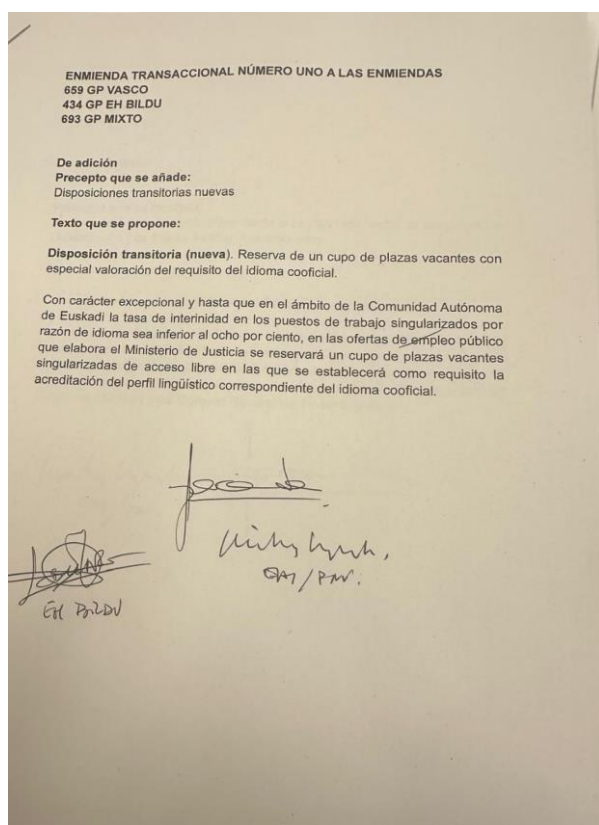 ENMIENDA TRANSACCIONAL NÚMERO UNO A LAS ENMIENDAS
659 GP VASCO
434 GP EH BILDU
693 GP MIXTO
De adición
Precepto que se añade:
Disposiciones transitorias nuevas
Texto que se propone:
Disposición transitoria (nueva). Reserva de un cupo de plazas vacantes con
especial valoración del requisito del idioma cooficial.
Con carácter excepcional y hasta que en el ámbito de la Comunidad Autónoma
de Euskadi la tasa de interinidad en los puestos de trabajo singularizados por
razón de idioma sea inferior al ocho por ciento, en las ofertas de empleo público
que elabora el Ministerio de Justicia se reservará un cupo de plazas vacantes
singularizadas de acceso libre en las que se establecerá como requisito la
acreditación del perfil lingüístico correspondiente del idioma cooficial.
EAJ/PNV.
EH BILDU